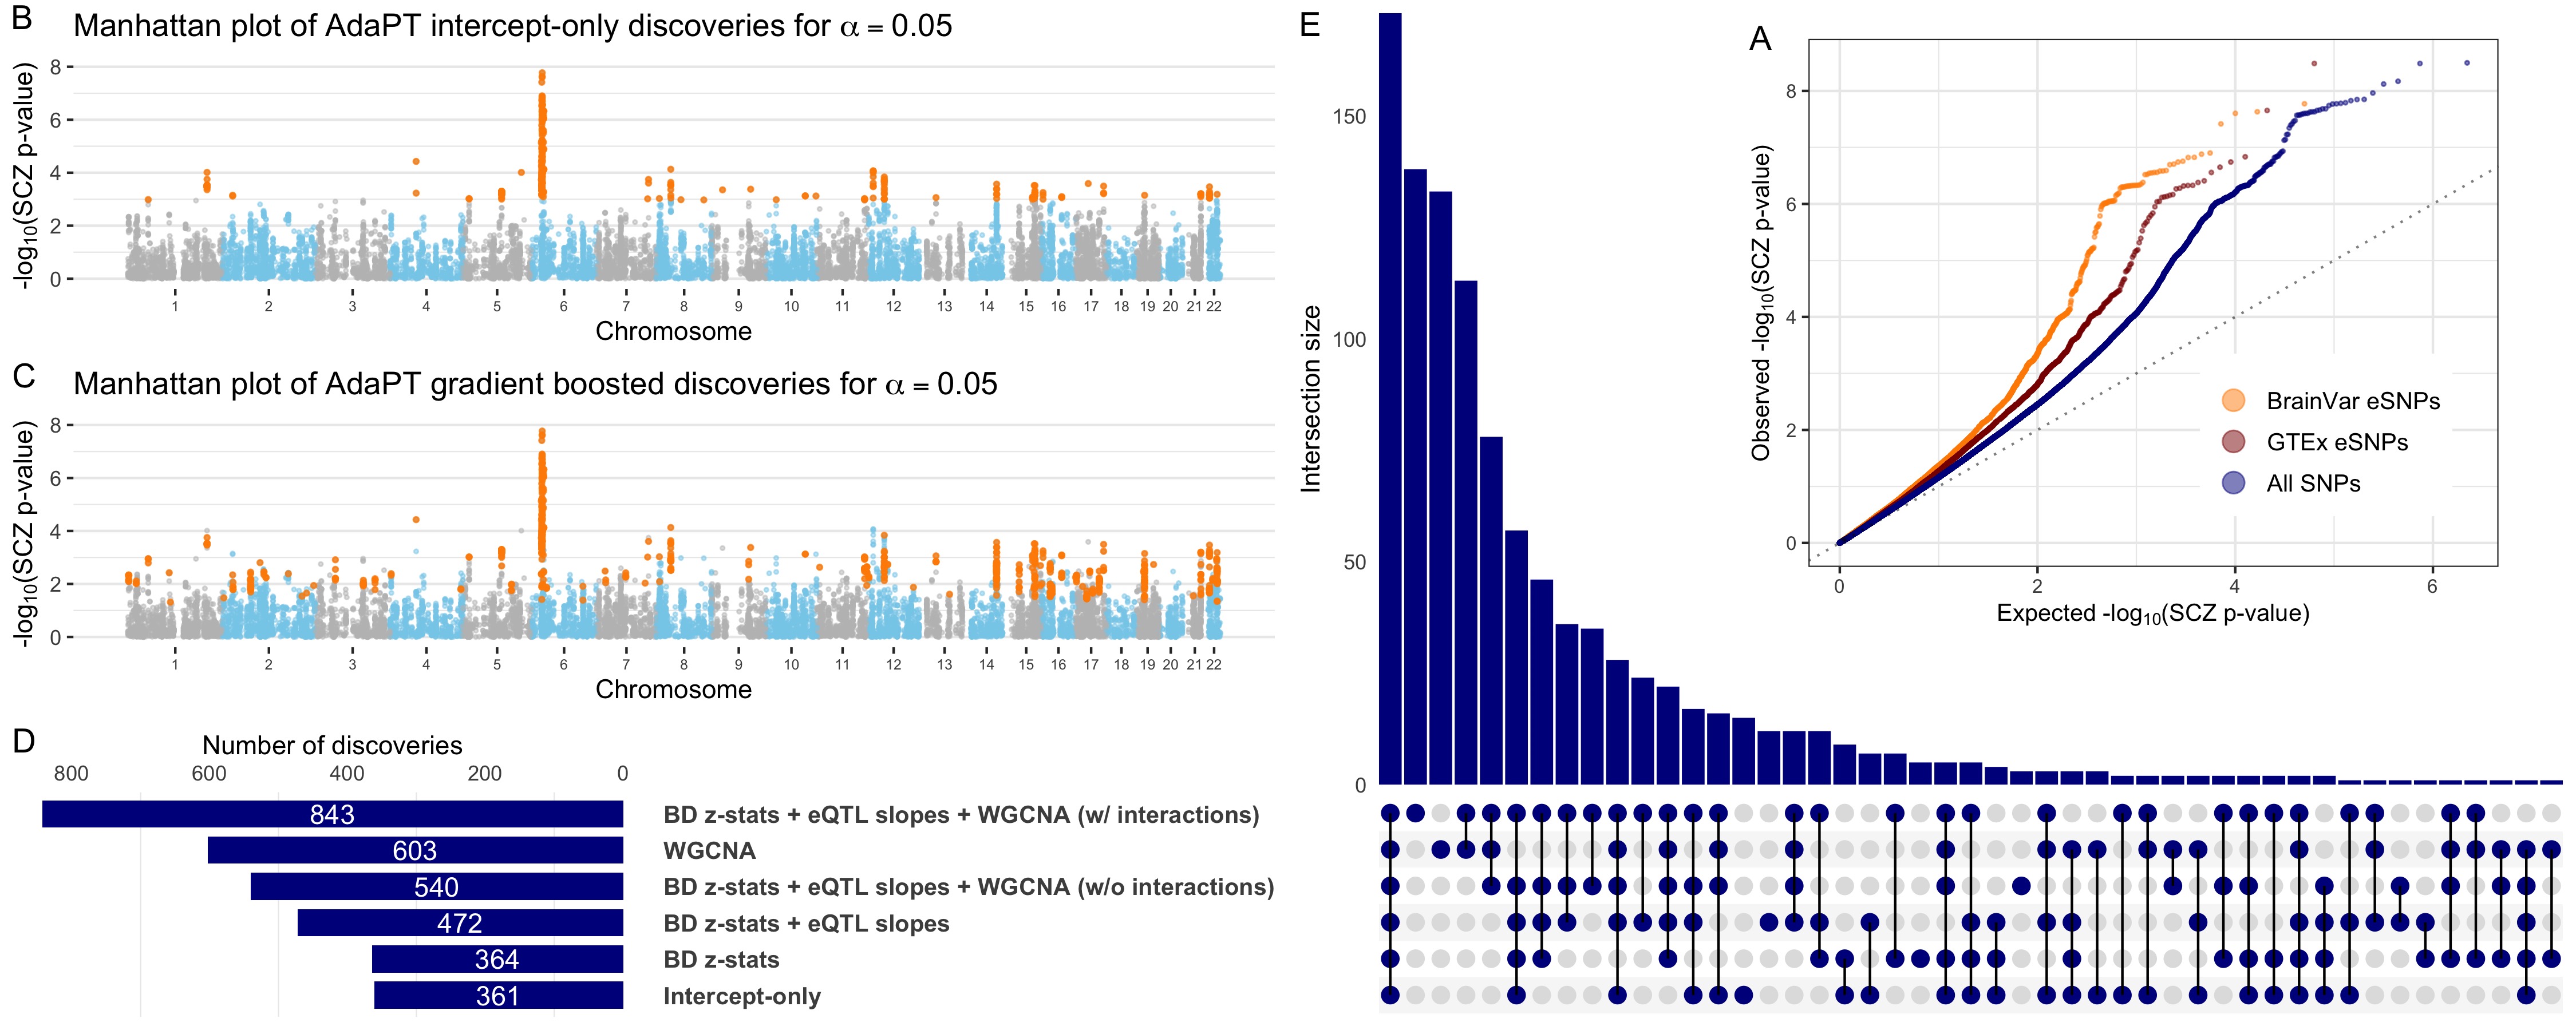 B
Manhattan plot of AdaPT intercept-only discoveries for α = 0.05
-log10(SCZ p-value)
8
6
4
2
0
1 2 3 4 5 6 7 8 9 10 11 12 13 14 15 16 17 18 19 20 21 22
Chromosome
C
Manhattan plot of AdaPT gradient boosted discoveries for α = 0.05
-log10(SCZ p-value)
8
6
4
2
0
1 2 3 4 5 6 7 8 9 10 11 12 13 14 15 16 17 18 19 20 21 22
Chromosome
D
Number of discoveries
800 600 400 200 0
843 BD z-stats + eQTL slopes + WGCNA (w/ interactions)
603 WGCNA
540 BD z-stats + eQTL slopes + WGCNA (w/o interactions)
472 BD z-stats + eQTL slopes
364 BD z-stats
361 Intercept-only
E
Intersection size
150
100
50
0
A
Observed -log10(SCZ p-value)
8
6
4
2
0
0 2 4 6
Expected -log10(SCZ p-value)
BrainVar eSNPs
GTEx eSNPs
All SNPs